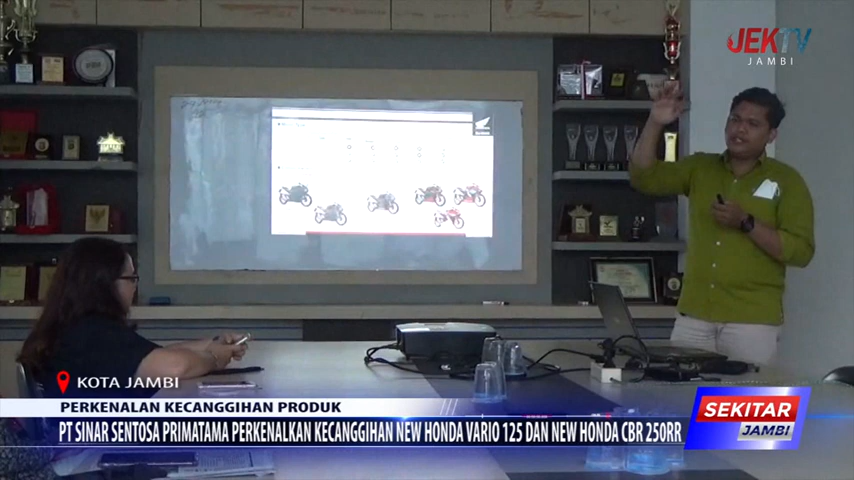 JEKTV
JAMBI
KOTA JAMBI
PERKENALAN KECANGGIHAN PRODUK
PT SINAR SENTOSA PRIMATAMA PERKENALKAN KECANGGIHAN NEW HONDA VARIO 125 DAN NEW HONDA CBR 250RR
SEKITAR
JAMBI